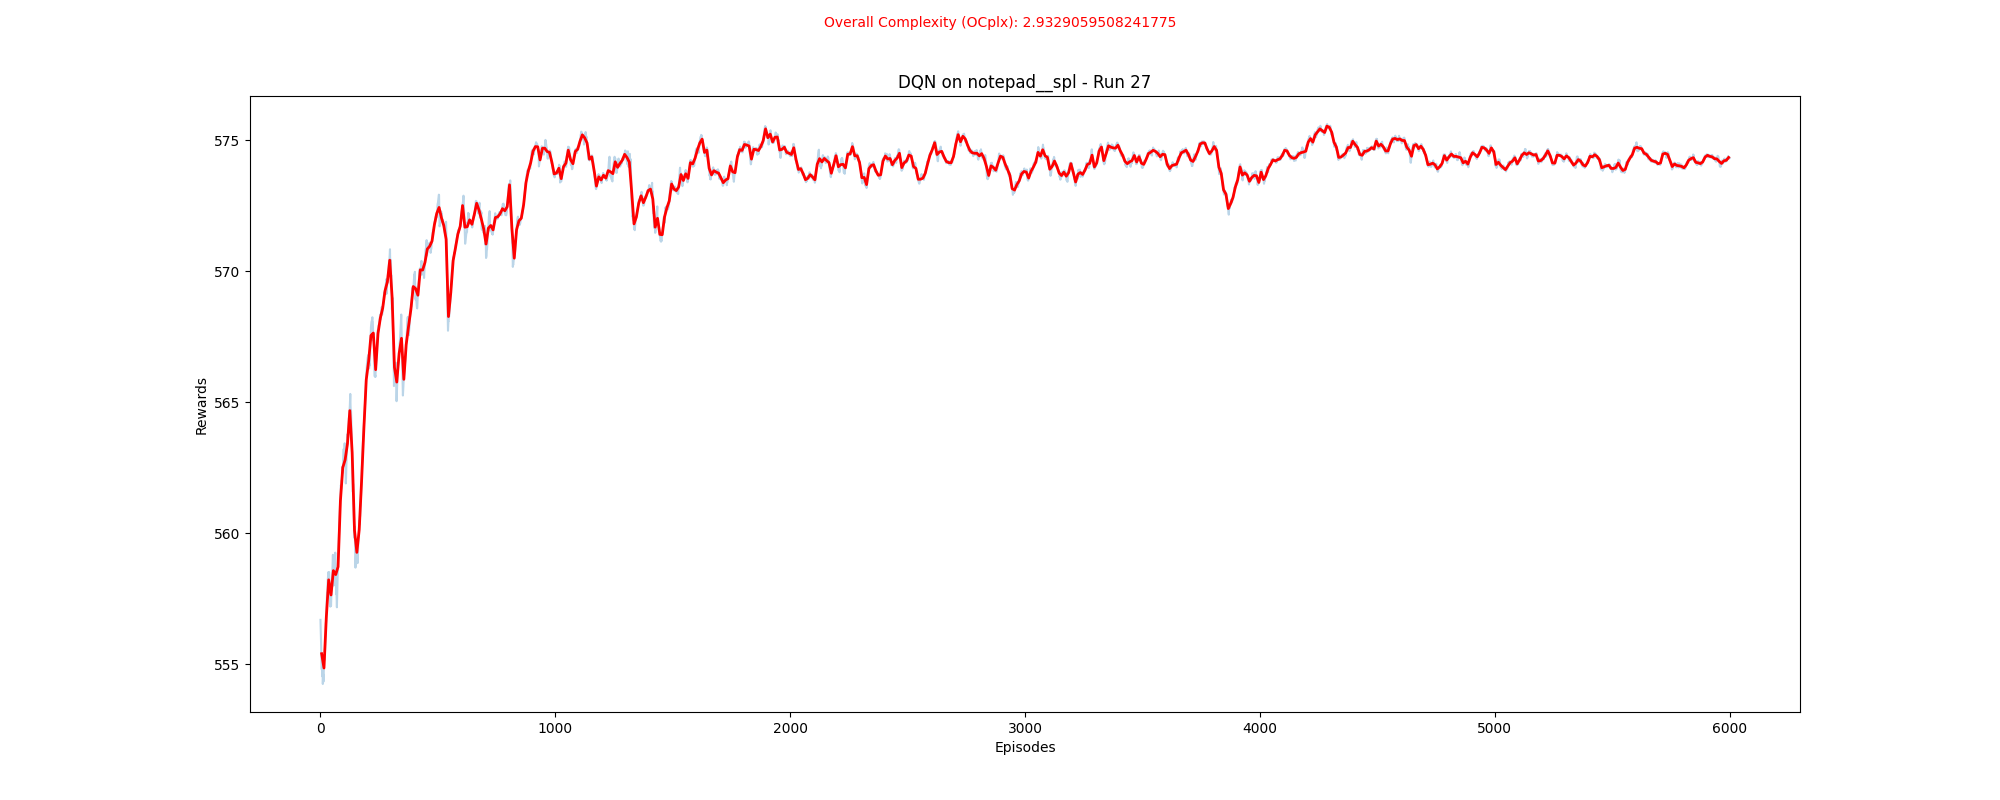 Overall Complexity (OCplx): 2.9329059508241775
DQN on notepad__spl - Run 27
575
570
565
560
555
Rewards
0 1000 2000 3000 4000 5000 6000
Episodes